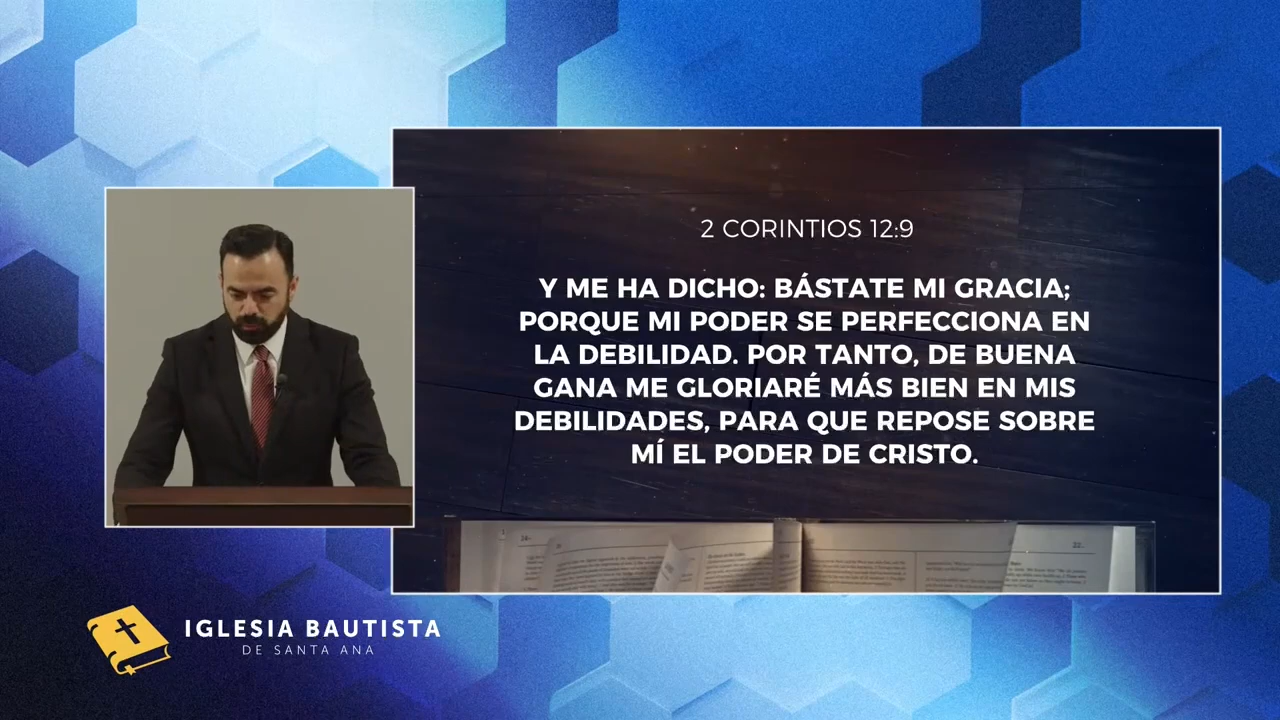 2 CORINTIOS 12:9
Y ME HA DICHO: BÁSTATE MI GRACIA;
PORQUE MI PODER SE PERFECCIONA EN
LA DEBILIDAD. POR TANTO, DE BUENA
GANA ME GLORIARÉ MÁS BIEN EN MIS
DEBILIDADES, PARA QUE REPOSE SOBRE
MÍ EL PODER DE CRISTO.
IGLESIA BAUTISTA
DE SANTA ANA